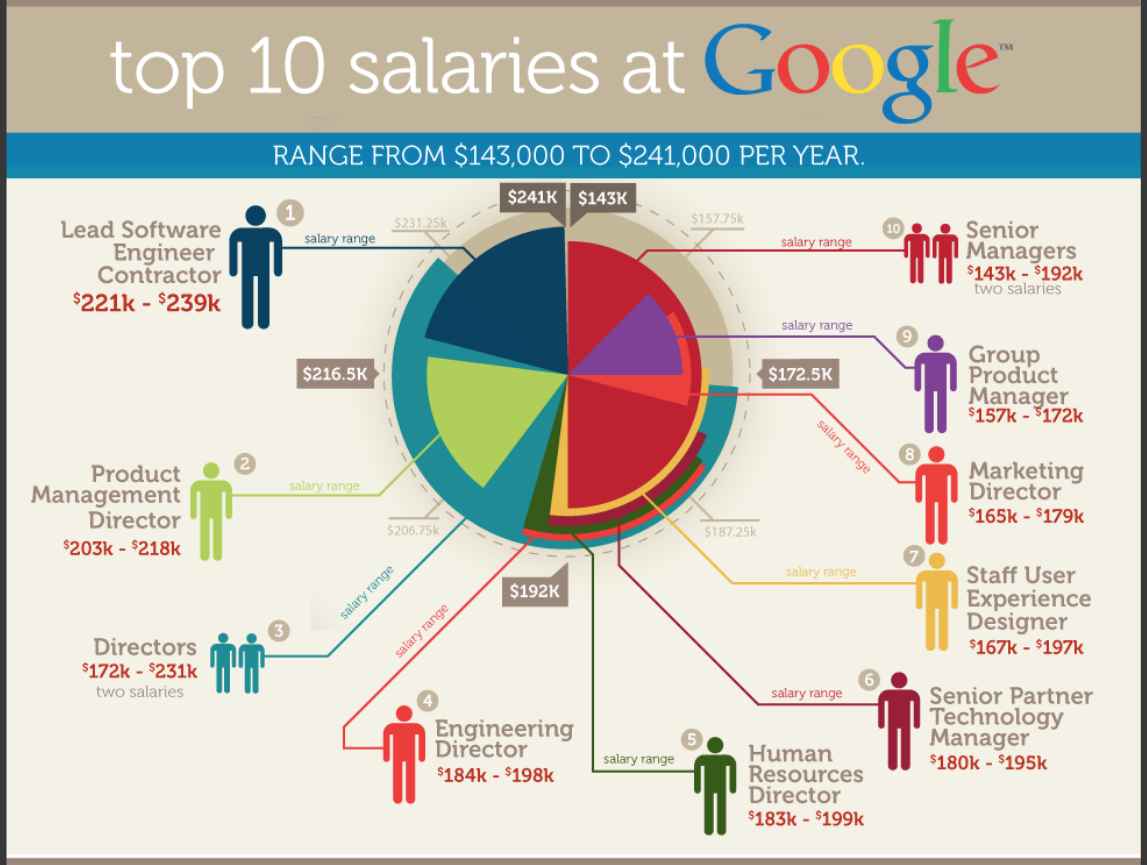 top 10 salaries at Google™
RANGE FROM $143,000 TO $241,000 PER YEAR.
$241K
$143K
$231.25k
$157.75k
$216.5K
$172.5K
$206.75k
$187.25k
$192K
1
Lead Software
Engineer
Contractor
$221k - $239k
salary range
2
Product
Management
Director
$203k - $218k
salary range
3
Directors
$172k - $231k
two salaries
salary range
4
Engineering
Director
$184k - $198k
salary range
5
Human
Resources
Director
$183k - $199k
salary range
6
Senior Partner
Technology
Manager
$180k - $195k
salary range
7
Staff User
Experience
Designer
$167k - $197k
salary range
8
Marketing
Director
$165k - $179k
salary range
9
Group
Product
Manager
$157k - $172k
salary range
10
Senior
Managers
$143k - $192k
two salaries
salary range